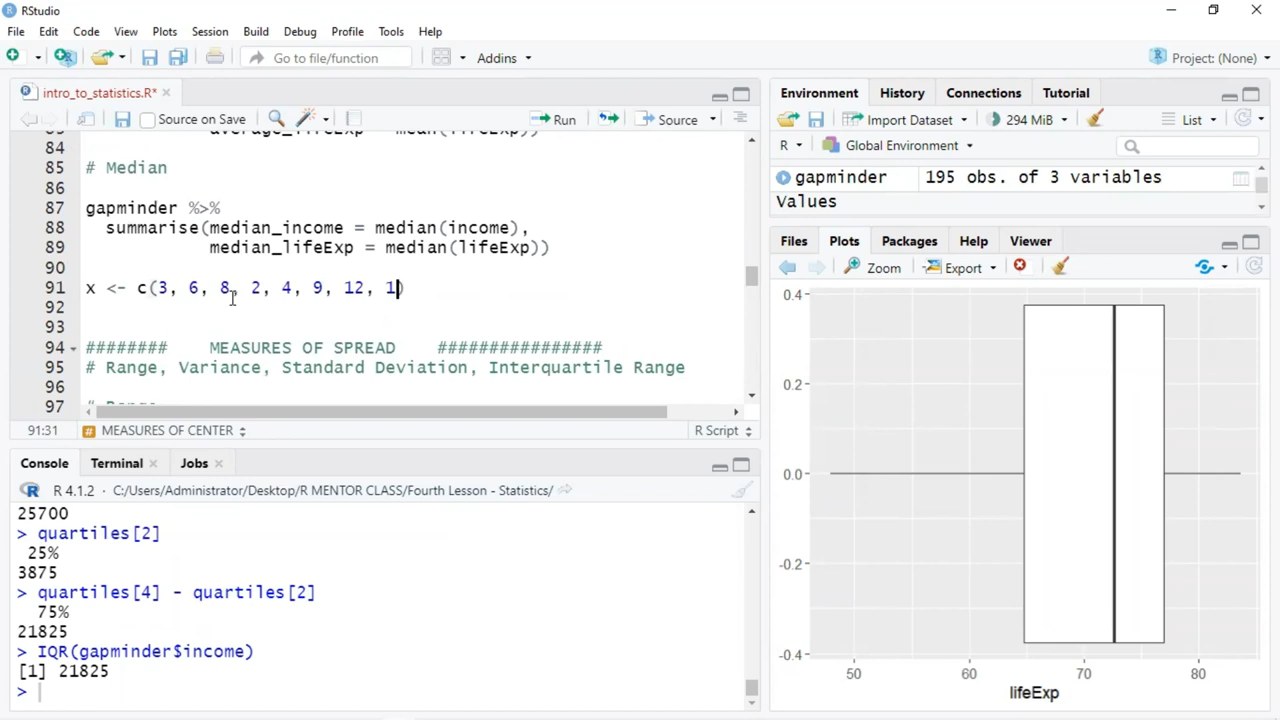 RStudio
File Edit Code View Plots Session Build Debug Profile Tools Help
Go to file/function Addins Project: (None)
intro_to_statistics.R*
Source on Save Run Source
84
85 # Median
86
87 gapminder %>%
88 summarise(median_income = median(income),
89 median_lifeExp = median(lifeExp))
90
91 x <- c(3, 6, 8, 2, 4, 9, 12, 1)
92
93
94 ######## MEASURES OF SPREAD ################
95 # Range, Variance, Standard Deviation, Interquartile Range
96
97
91:31 # MEASURES OF CENTER R Script
Console Terminal Jobs
R 4.1.2 · C:/Users/Administrator/Desktop/R MENTOR CLASS/Fourth Lesson - Statistics/
25700
> quartiles[2]
25%
3875
> quartiles[4] - quartiles[2]
75%
21825
> IQR(gapminder$income)
[1] 21825
>
Environment History Connections Tutorial
Import Dataset 294 MiB List
R Global Environment
gapminder 195 obs. of 3 variables
Values
Files Plots Packages Help Viewer
Zoom Export
0.4
0.2
0.0
-0.2
-0.4
50 60 70 80
lifeExp